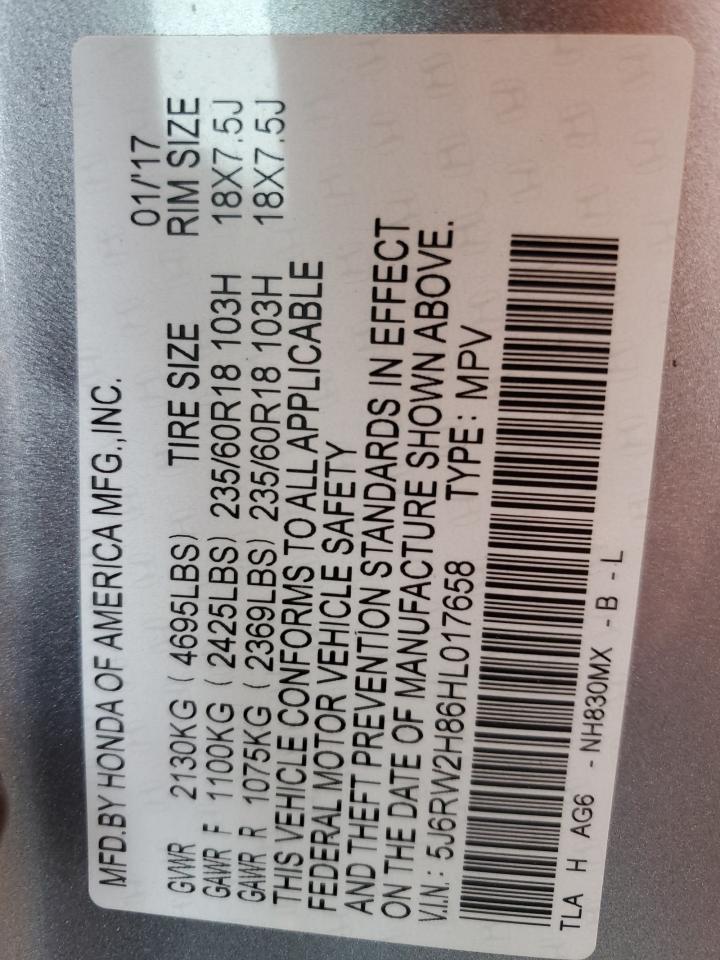 MFD.BY HONDA OF AMERICA MFG.,INC.
01/'17
GVWR 2130KG ( 4695LBS) TIRE SIZE RIM SIZE
GAWR F 1100KG ( 2425LBS) 235/60R18 103H 18X7.5J
GAWR R 1075KG ( 2369LBS) 235/60R18 103H 18X7.5J
THIS VEHICLE CONFORMS TO ALL APPLICABLE
FEDERAL MOTOR VEHICLE SAFETY
AND THEFT PREVENTION STANDARDS IN EFFECT
ON THE DATE OF MANUFACTURE SHOWN ABOVE.
V.I.N.: 5J6RW2H86HL017658 TYPE: MPV
TLA H AG6 - NH830MX - B - L